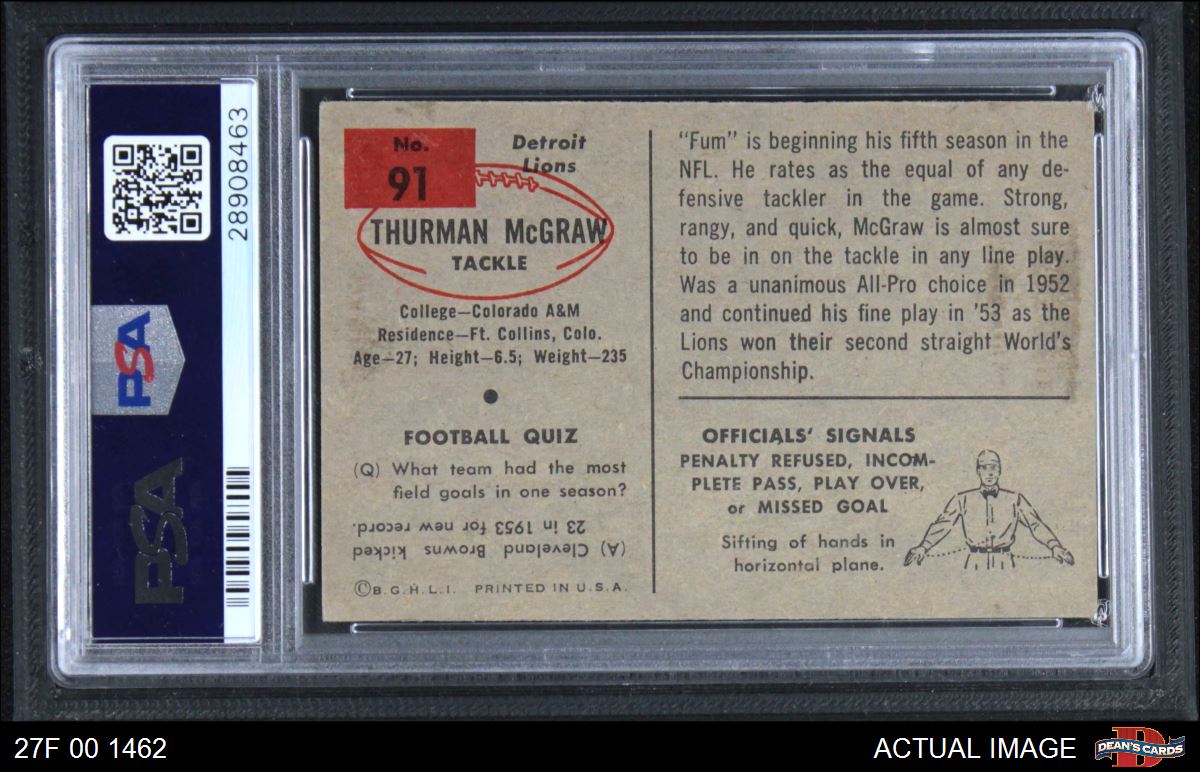 28908463
PSA
PSA
No.
91
Detroit
Lions
THURMAN McGRAW
TACKLE
College—Colorado A&M
Residence—Ft. Collins, Colo.
Age—27; Height—6.5; Weight—235
FOOTBALL QUIZ
(Q) What team had the most
field goals in one season?
(A) Cleveland Browns kicked
23 in 1953 for new record.
©B.G.H.L.I. PRINTED IN U.S.A.
"Fum" is beginning his fifth season in the
NFL. He rates as the equal of any de-
fensive tackler in the game. Strong,
rangy, and quick, McGraw is almost sure
to be in on the tackle in any line play.
Was a unanimous All-Pro choice in 1952
and continued his fine play in '53 as the
Lions won their second straight World's
Championship.
OFFICIALS' SIGNALS
PENALTY REFUSED, INCOM-
PLETE PASS, PLAY OVER,
or MISSED GOAL
Sifting of hands in
horizontal plane.
27F 00 1462
ACTUAL IMAGE
D
DEAN'S CARDS